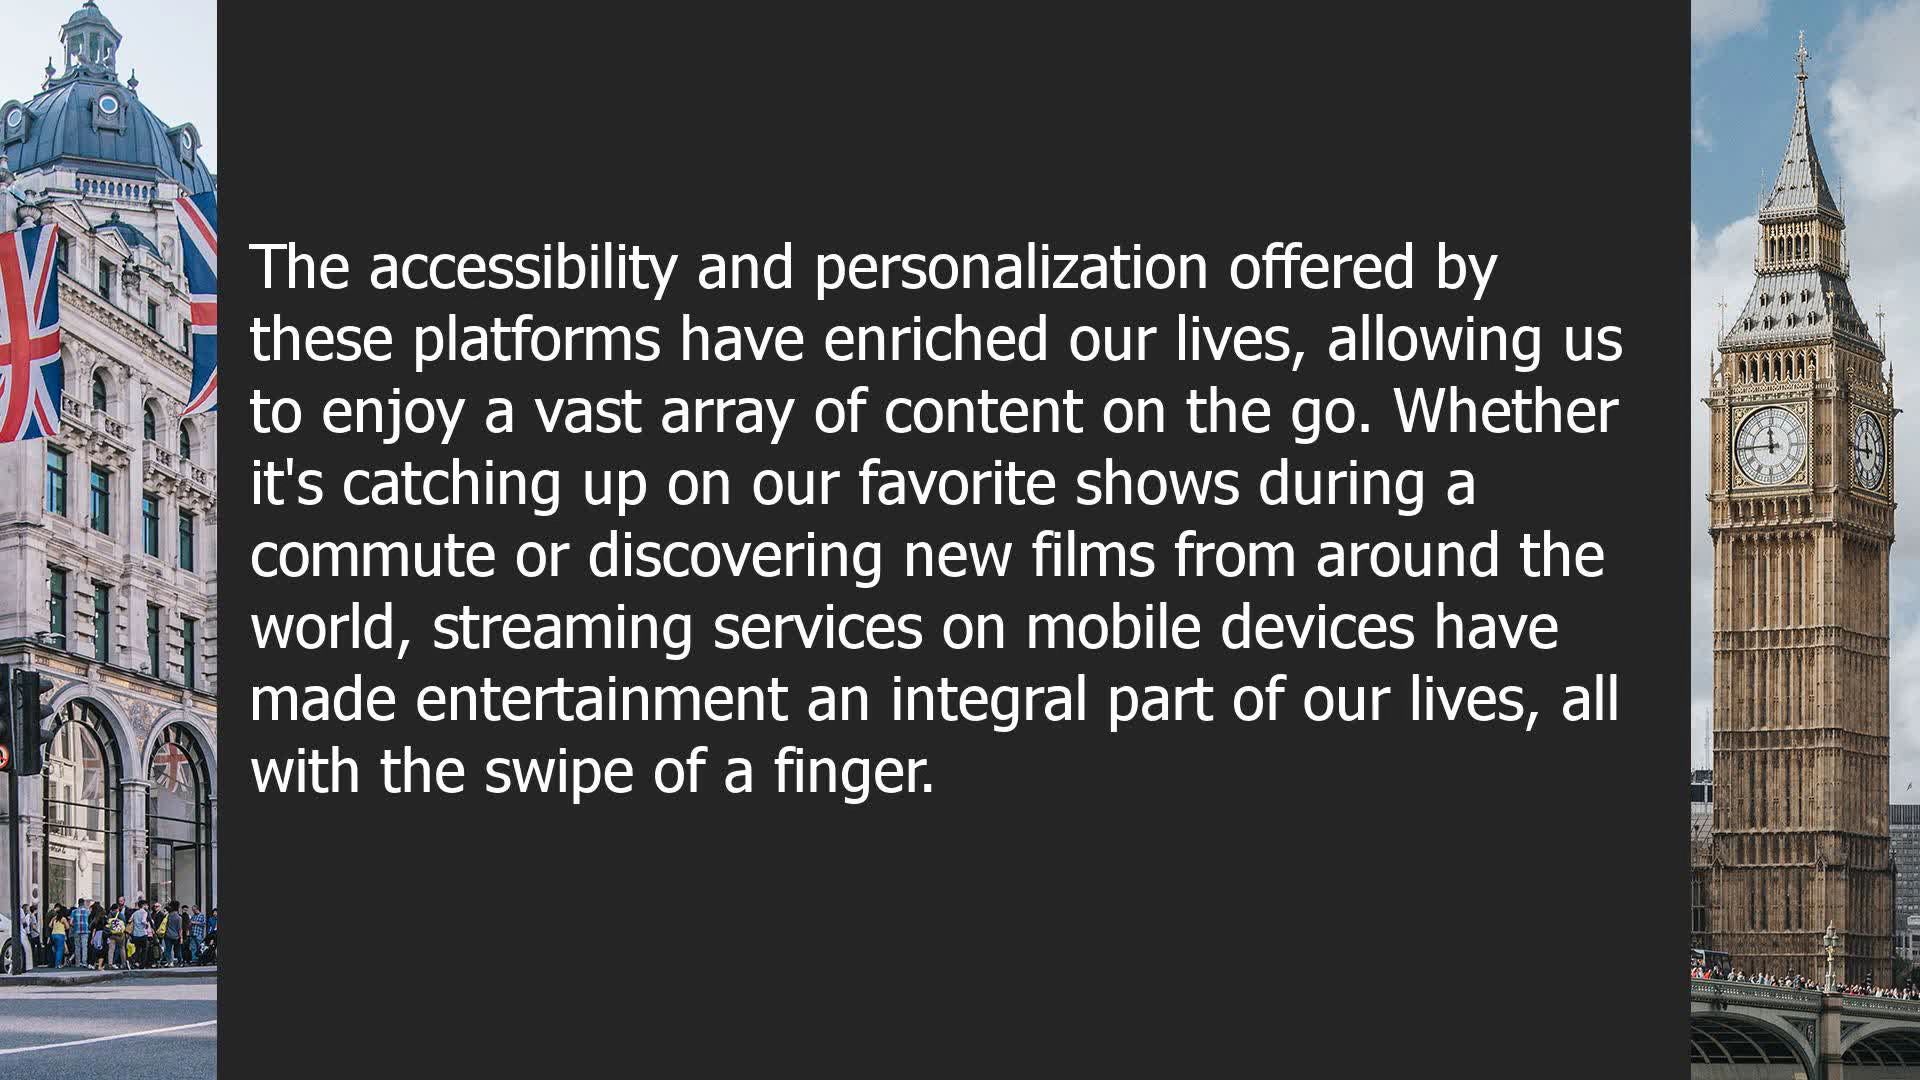 The accessibility and personalization offered by
these platforms have enriched our lives, allowing us
to enjoy a vast array of content on the go. Whether
it's catching up on our favorite shows during a
commute or discovering new films from around the
world, streaming services on mobile devices have
made entertainment an integral part of our lives, all
with the swipe of a finger.